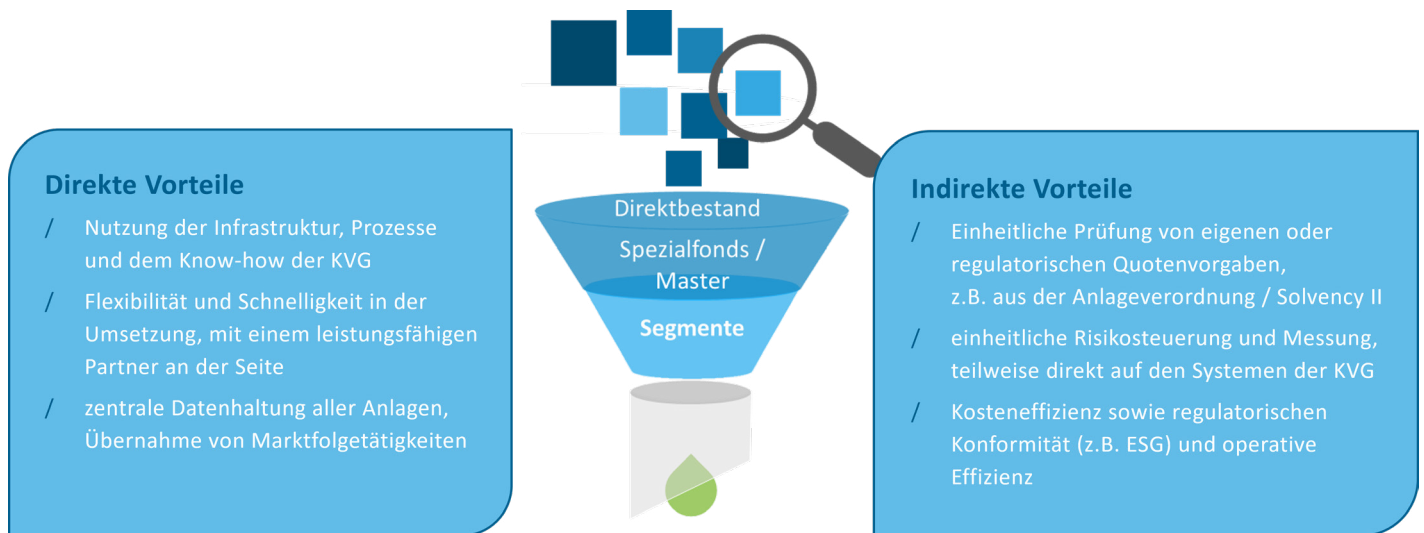 Direkte Vorteile
/ Nutzung der Infrastruktur, Prozesse
und dem Know-how der KVG
/ Flexibilität und Schnelligkeit in der
Umsetzung, mit einem leistungsfähigen
Partner an der Seite
/ zentrale Datenhaltung aller Anlagen,
Übernahme von Marktfolgetätigkeiten
Direktbestand
Spezialfonds /
Master
Segmente
Indirekte Vorteile
/ Einheitliche Prüfung von eigenen oder
regulatorischen Quotenvorgaben,
z.B. aus der Anlageverordnung / Solvency II
/ einheitliche Risikosteuerung und Messung,
teilweise direkt auf den Systemen der KVG
/ Kosteneffizienz sowie regulatorischen
Konformität (z.B. ESG) und operative
Effizienz